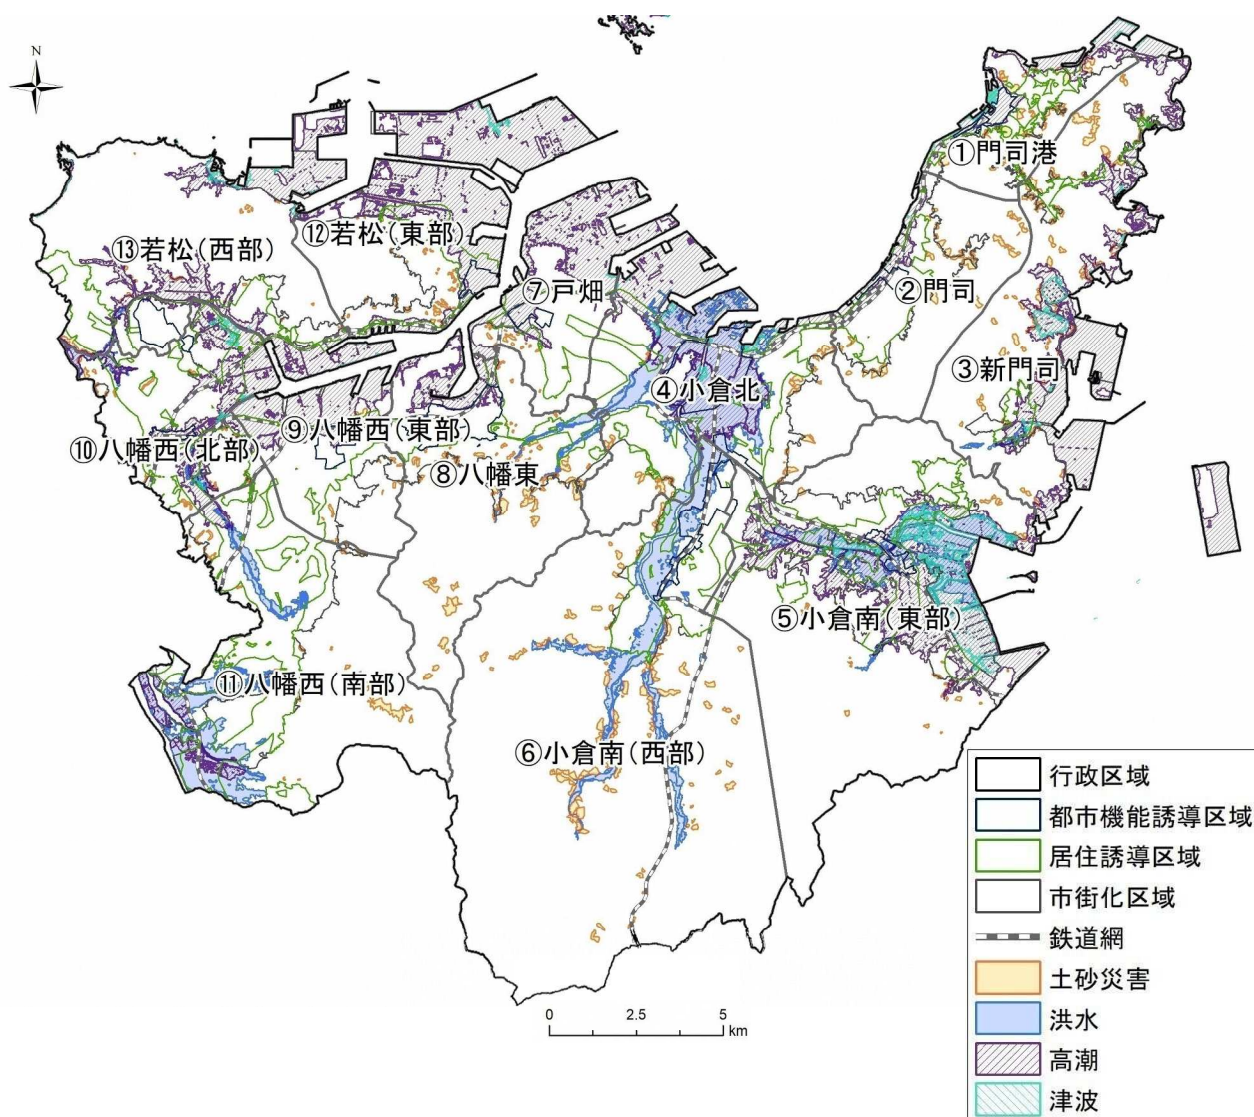 N
①門司港
⑫若松(東部)
⑬若松(西部)
⑦戸畑
②門司
③新門司
④小倉北
⑨八幡西(東部)
⑩八幡西(北部)
⑧八幡東
⑤小倉南(東部)
⑪八幡西(南部)
⑥小倉南(西部)
行政区域
都市機能誘導区域
居住誘導区域
市街化区域
鉄道網
土砂災害
洪水
高潮
津波
0 2.5 5
km